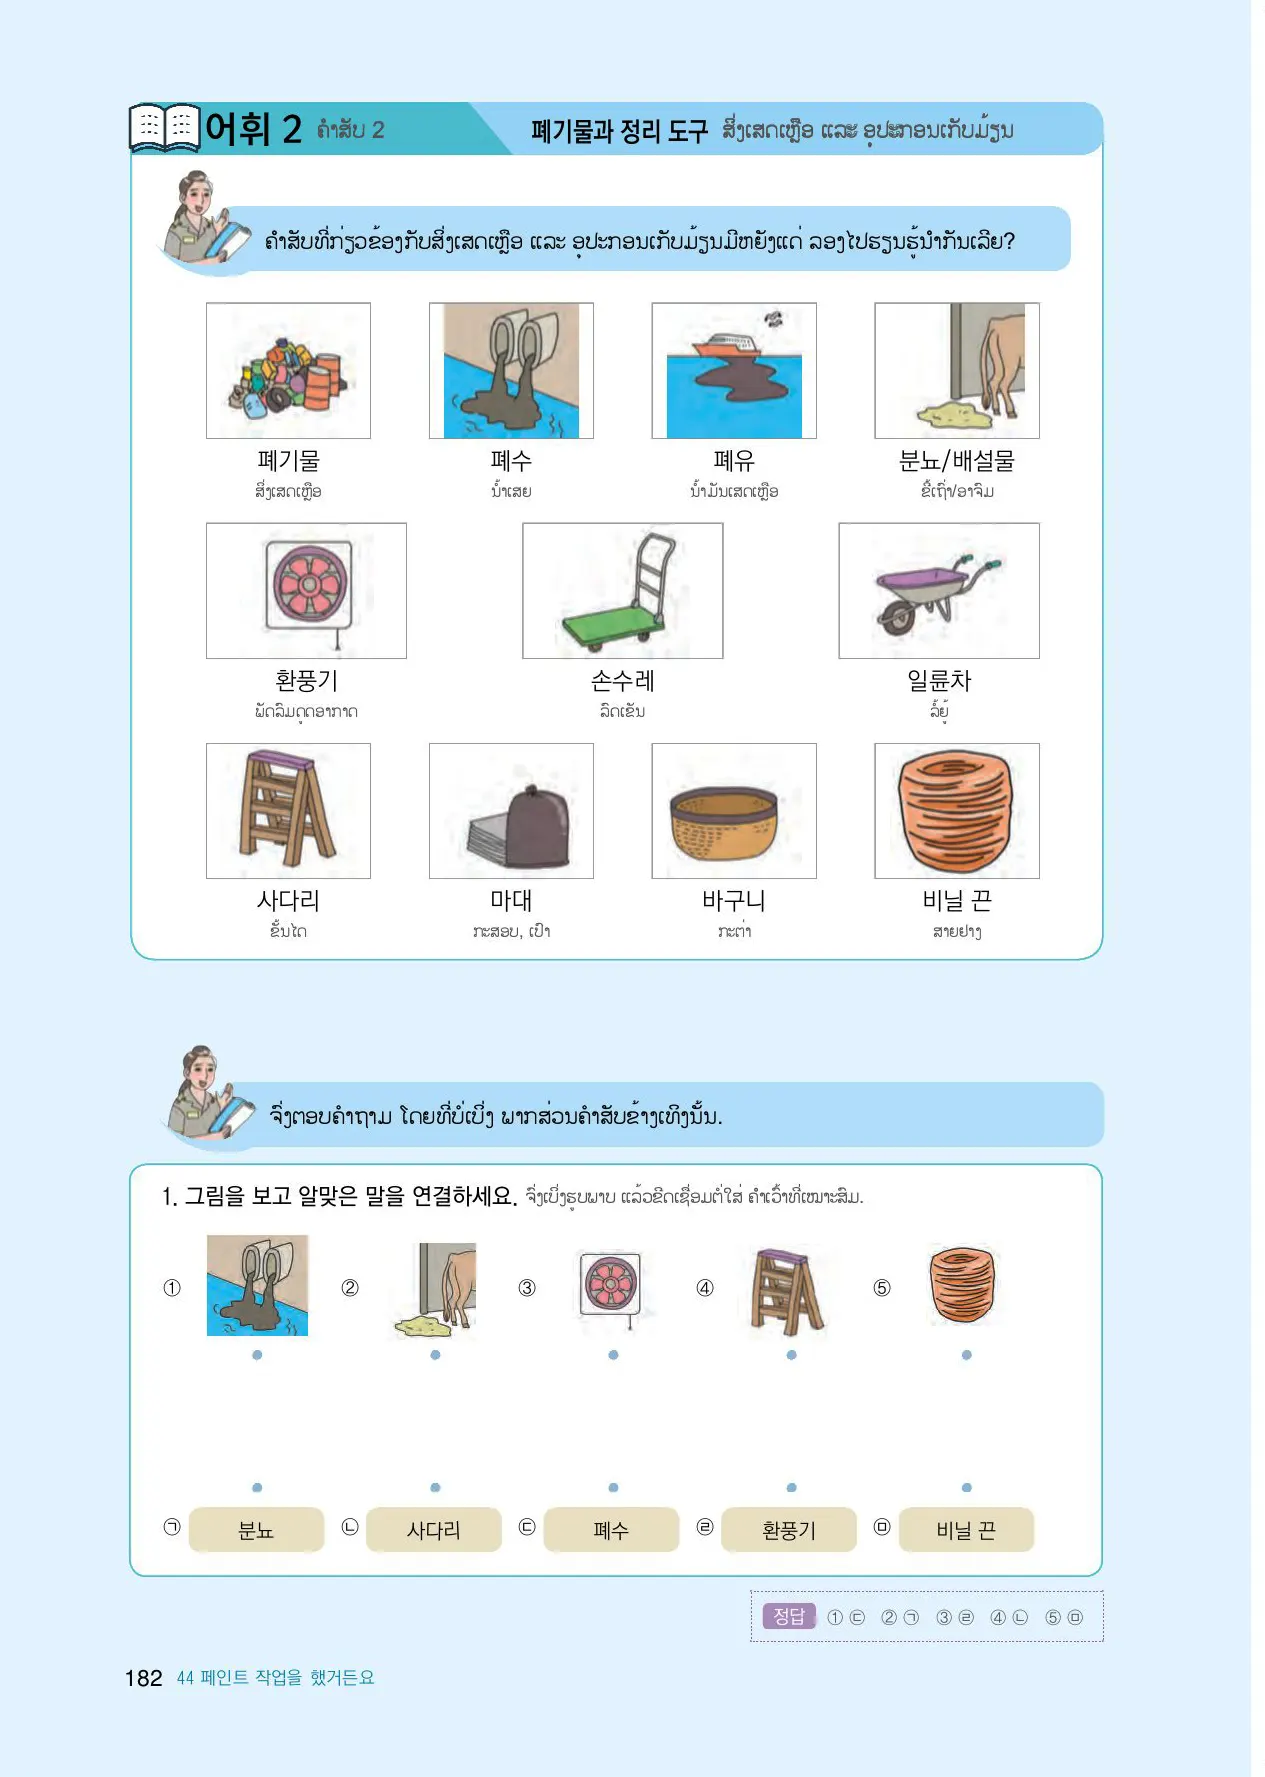 어휘 2 ຄຳສັບ 2 폐기물과 정리 도구 ສິ່ງເສດເຫຼືອ ແລະ ອຸປະກອນເກັບມ້ຽນ
ຄຳສັບທີ່ກ່ຽວຂ້ອງກັບສິ່ງເສດເຫຼືອ ແລະ ອຸປະກອນເກັບມ້ຽນມີຫຍັງແດ່ ລອງໄປຮຽນຮູ້ນຳກັນເລີຍ?
폐기물 폐수 폐유 분뇨/배설물
ສິ່ງເສດເຫຼືອ ນ້ຳເສຍ ນ້ຳມັນເສດເຫຼືອ ຂີ້ເຖົ່າ/ອາຈົມ
환풍기 손수레 일륜차
ພັດລົມດູດອາກາດ ລົດເຂັນ ລໍ້ຍູ້
사다리 마대 바구니 비닐 끈
ຂັ້ນໄດ ກະສອບ, ເປົາ ກະຕ່າ ສາຍຢາງ
ຈົ່ງຕອບຄຳຖາມ ໂດຍທີ່ບໍ່ເບິ່ງ ພາກສ່ວນຄຳສັບຂ້າງເທິງນັ້ນ.
1. 그림을 보고 알맞은 말을 연결하세요. ຈົ່ງເບິ່ງຮູບພາບ ແລ້ວຂີດເຊື່ອມຕໍ່ໃສ່ ຄຳເວົ້າທີ່ເໝາະສົມ.
① ② ③ ④ ⑤
㉠ 분뇨 ㉡ 사다리 ㉢ 폐수 ㉣ 환풍기 ㉤ 비닐 끈
정답 ① ㉢ ② ㉠ ③ ㉣ ④ ㉡ ⑤ ㉤
182 44 페인트 작업을 했거든요